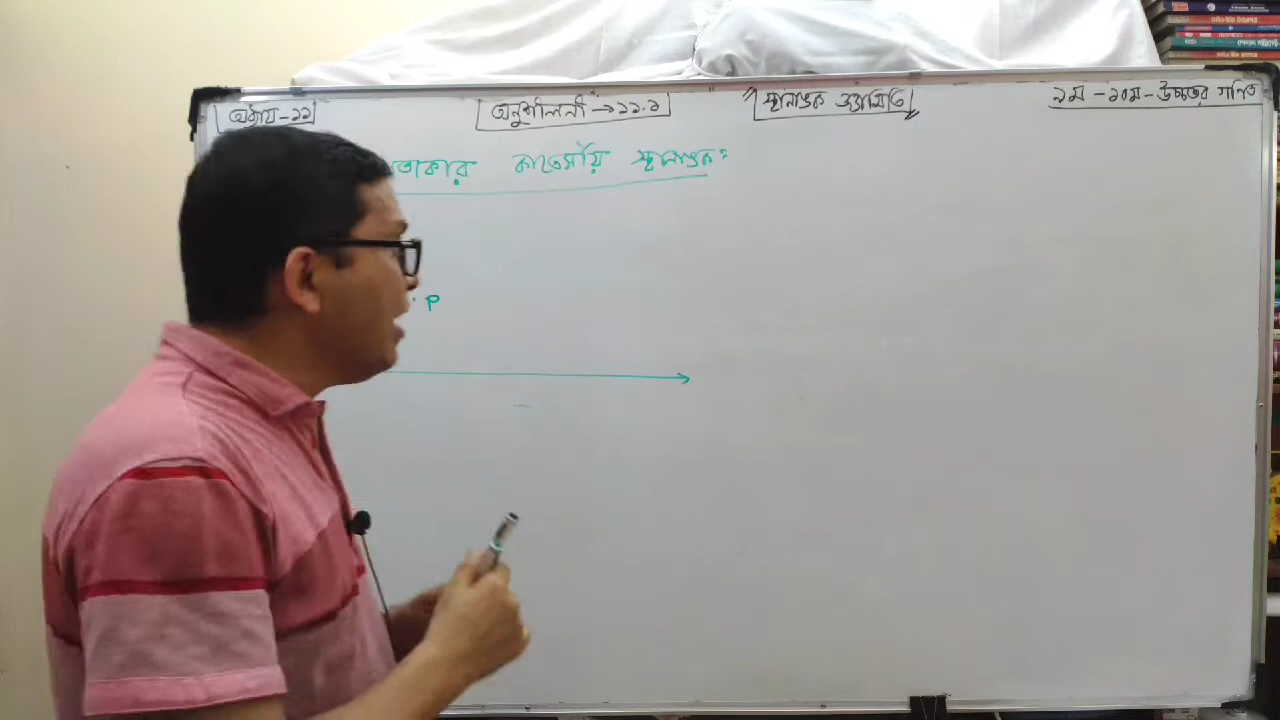 অধ্যায়-১১
অনুশীলনী → ১১.১
"স্থানাঙ্ক জ্যামিতি"
৯ম - ১০ম - উচ্চতর গণিত
তাকার কার্তেসীয় স্থানাঙ্ক :
P